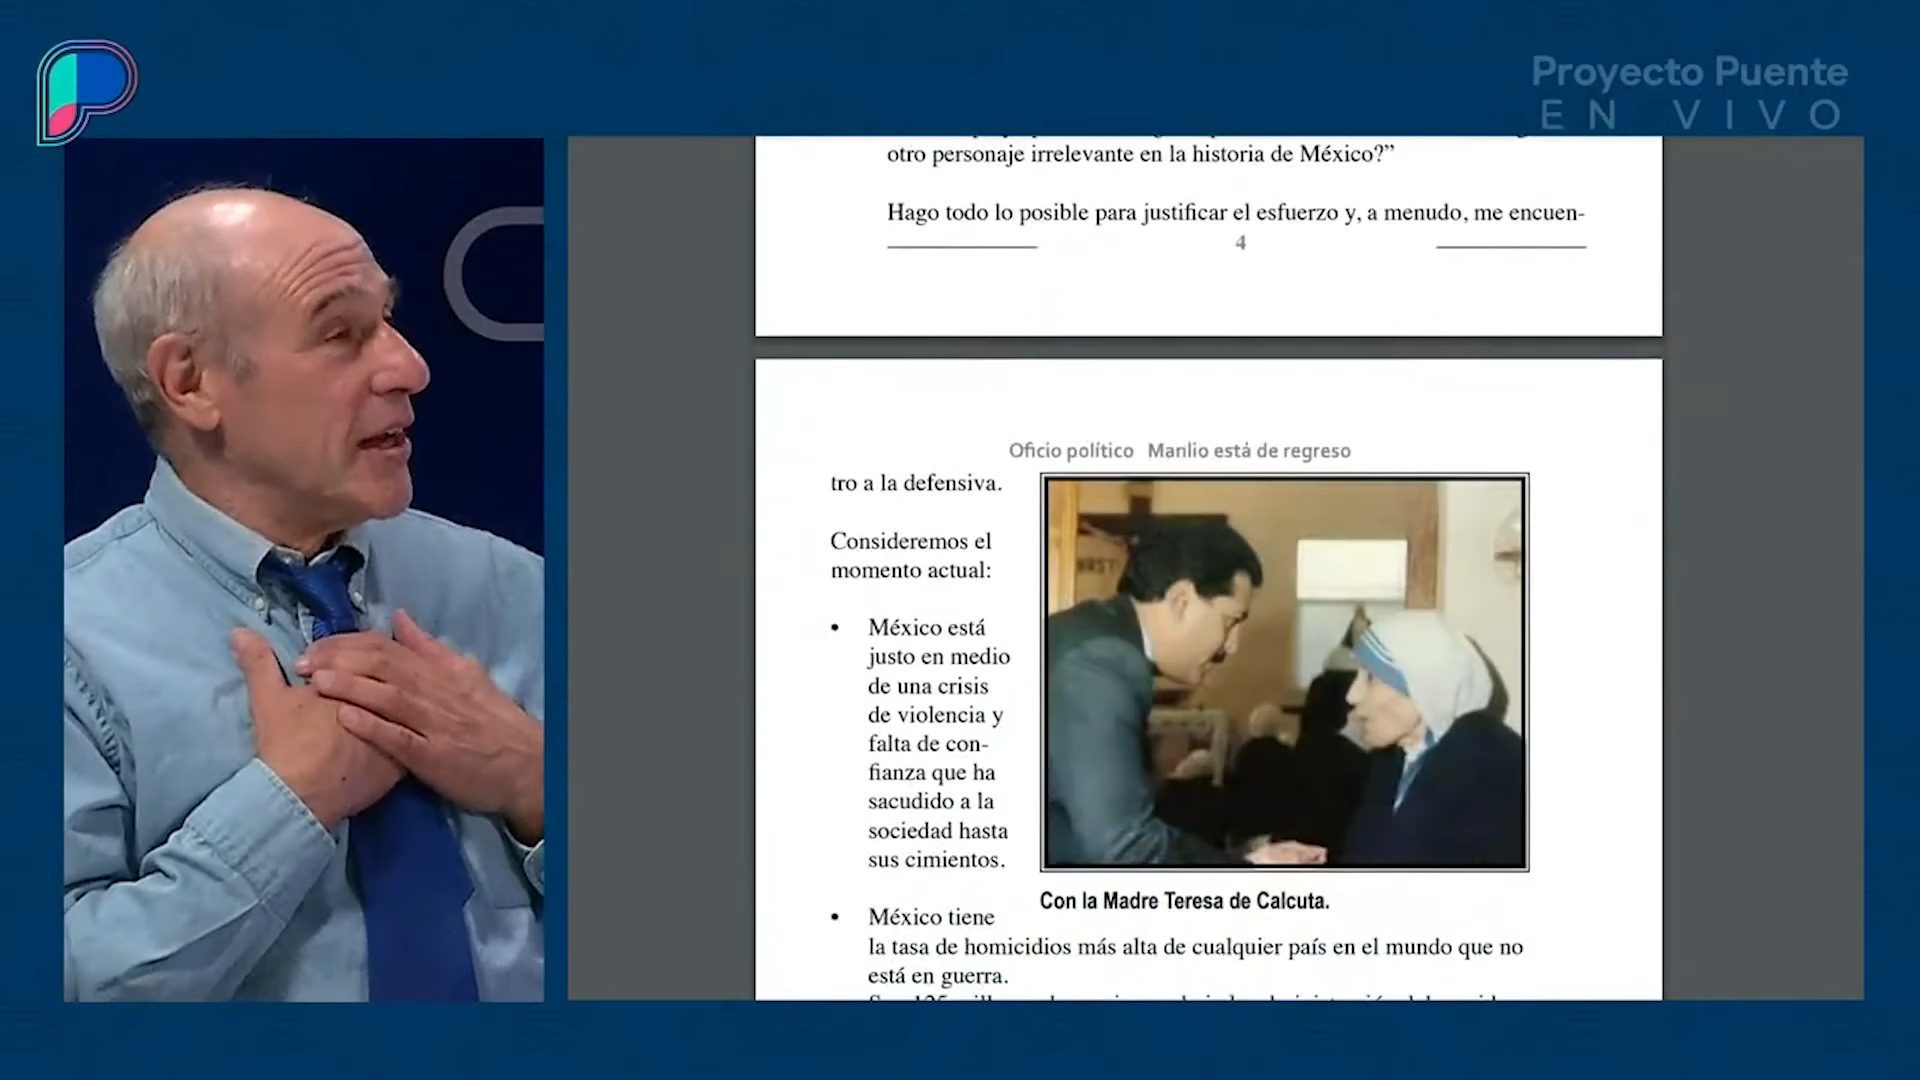 Proyecto Puente
EN VIVO
otro personaje irrelevante en la historia de México?”
Hago todo lo posible para justificar el esfuerzo y, a menudo, me encuen-
4
Oficio político Manlio está de regreso
tro a la defensiva.
Consideremos el
momento actual:
• México está
justo en medio
de una crisis
de violencia y
falta de con-
fianza que ha
sacudido a la
sociedad hasta
sus cimientos.
Con la Madre Teresa de Calcuta.
• México tiene
la tasa de homicidios más alta de cualquier país en el mundo que no
está en guerra.